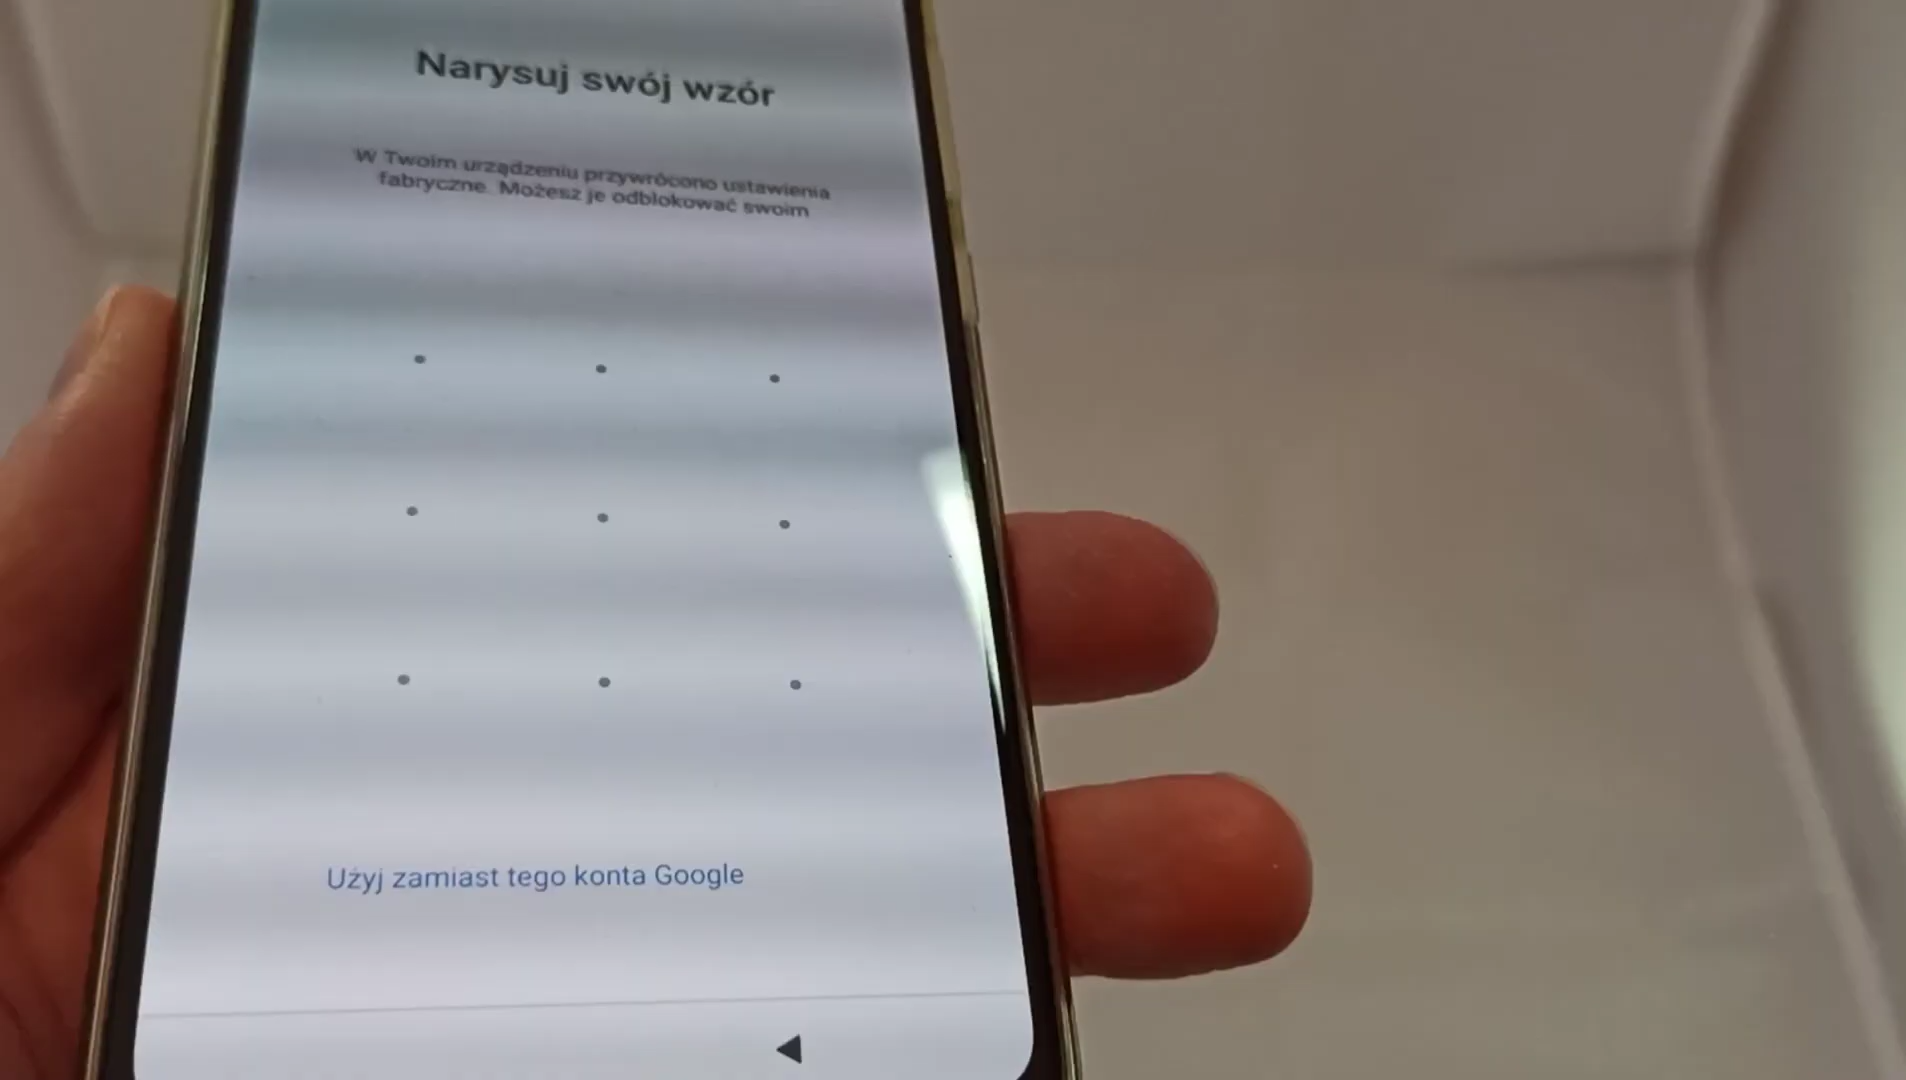 Narysuj swój wzór
W Twoim urządzeniu przywrócono ustawienia
fabryczne. Możesz je odblokować swoim
Użyj zamiast tego konta Google